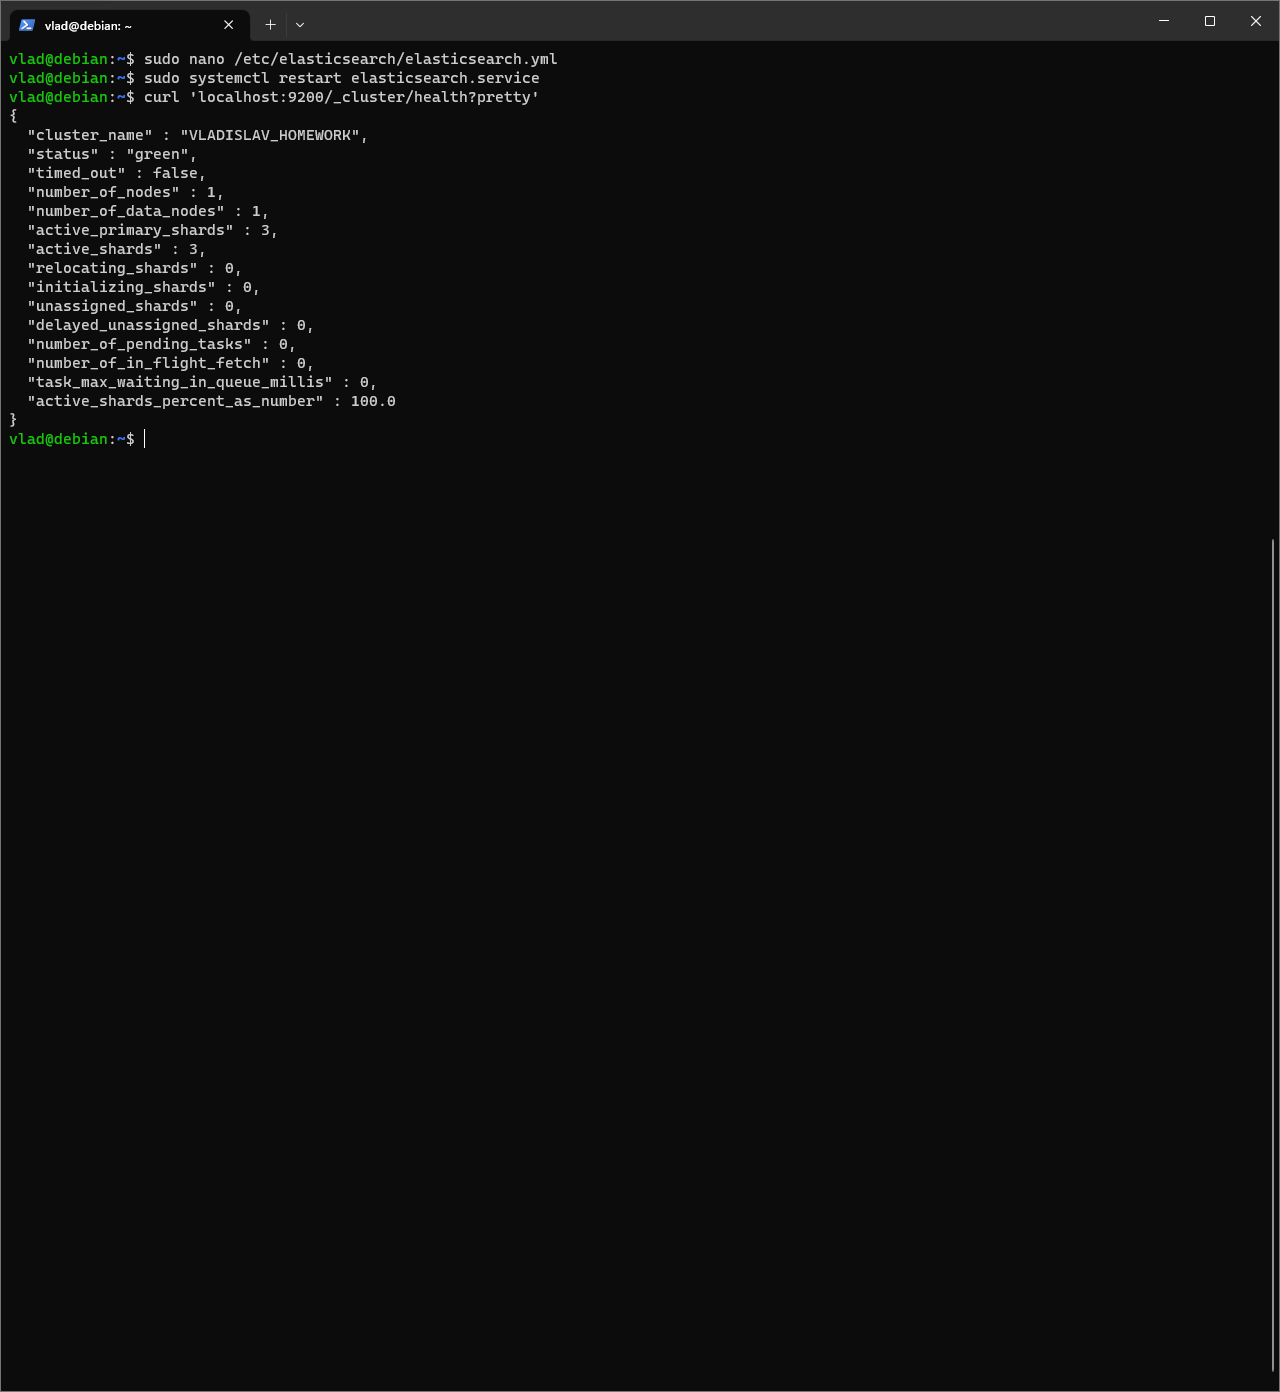 vlad@debian: ~
vlad@debian:~$ sudo nano /etc/elasticsearch/elasticsearch.yml
vlad@debian:~$ sudo systemctl restart elasticsearch.service
vlad@debian:~$ curl 'localhost:9200/_cluster/health?pretty'
{
  "cluster_name" : "VLADISLAV_HOMEWORK",
  "status" : "green",
  "timed_out" : false,
  "number_of_nodes" : 1,
  "number_of_data_nodes" : 1,
  "active_primary_shards" : 3,
  "active_shards" : 3,
  "relocating_shards" : 0,
  "initializing_shards" : 0,
  "unassigned_shards" : 0,
  "delayed_unassigned_shards" : 0,
  "number_of_pending_tasks" : 0,
  "number_of_in_flight_fetch" : 0,
  "task_max_waiting_in_queue_millis" : 0,
  "active_shards_percent_as_number" : 100.0
}
vlad@debian:~$